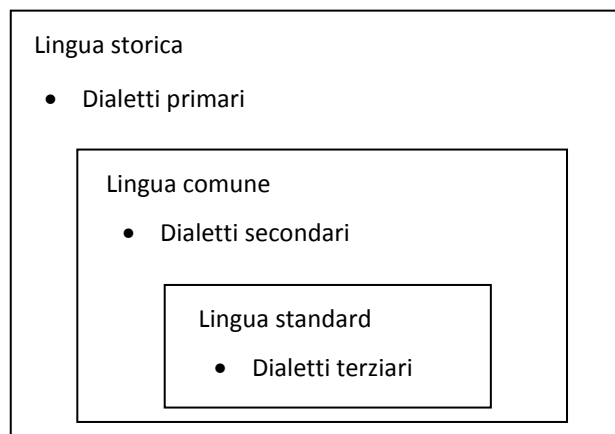 Lingua storica
• Dialetti primari
Lingua comune
• Dialetti secondari
Lingua standard
• Dialetti terziari